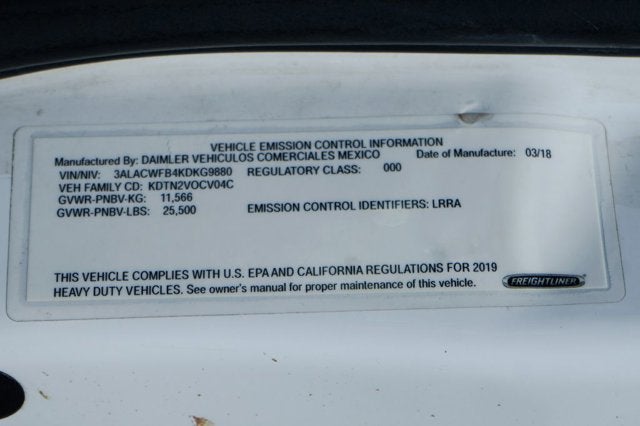 VEHICLE EMISSION CONTROL INFORMATION
Manufactured By: DAIMLER VEHICULOS COMERCIALES MEXICO Date of Manufacture: 03/18
VIN/NIV: 3ALACWFB4KDKG9880 REGULATORY CLASS: 000
VEH FAMILY CD: KDTN2VOCV04C
GVWR-PNBV-KG: 11,566
GVWR-PNBV-LBS: 25,500 EMISSION CONTROL IDENTIFIERS: LRRA
THIS VEHICLE COMPLIES WITH U.S. EPA AND CALIFORNIA REGULATIONS FOR 2019
HEAVY DUTY VEHICLES. See owner's manual for proper maintenance of this vehicle.
FREIGHTLINER